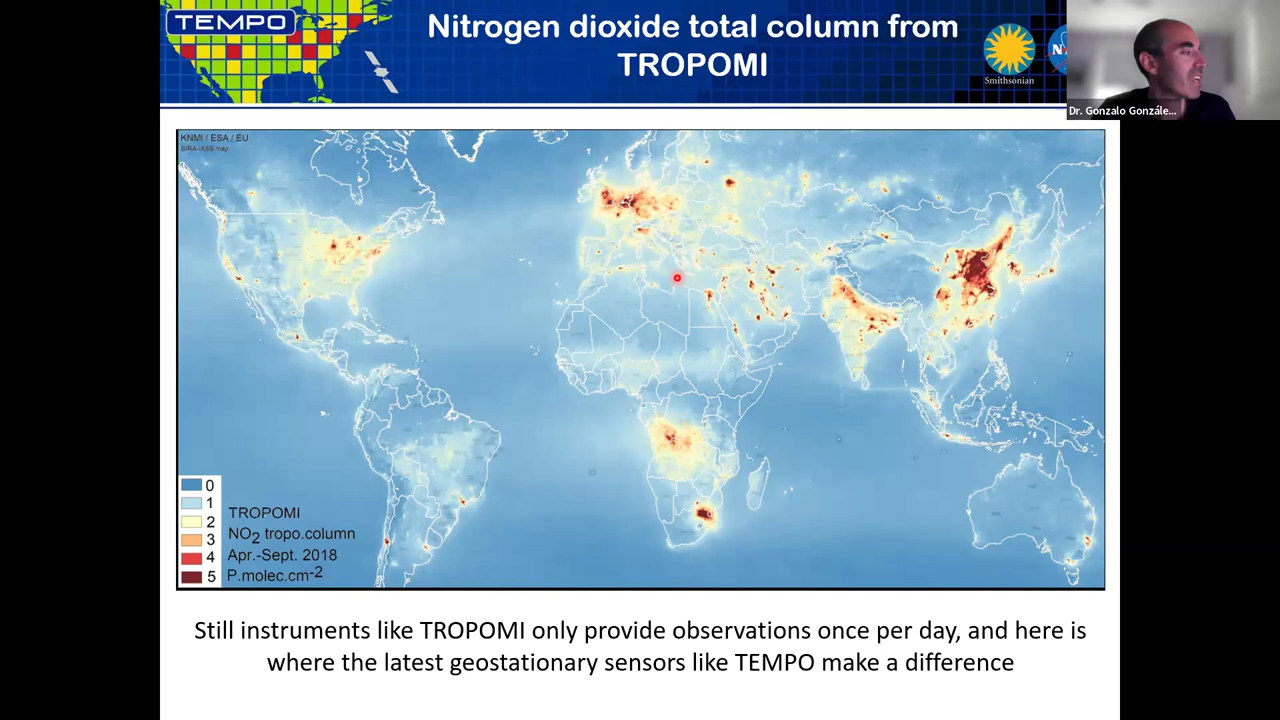 TEMPO
Nitrogen dioxide total column from
TROPOMI
Smithsonian
Dr. Gonzalo Gonzále...
KNMI / ESA / EU
BIRA-IASB map
0
1
2
3
4
5
TROPOMI
NO2 tropo.column
Apr.-Sept. 2018
P.molec.cm-2
Still instruments like TROPOMI only provide observations once per day, and here is
where the latest geostationary sensors like TEMPO make a difference